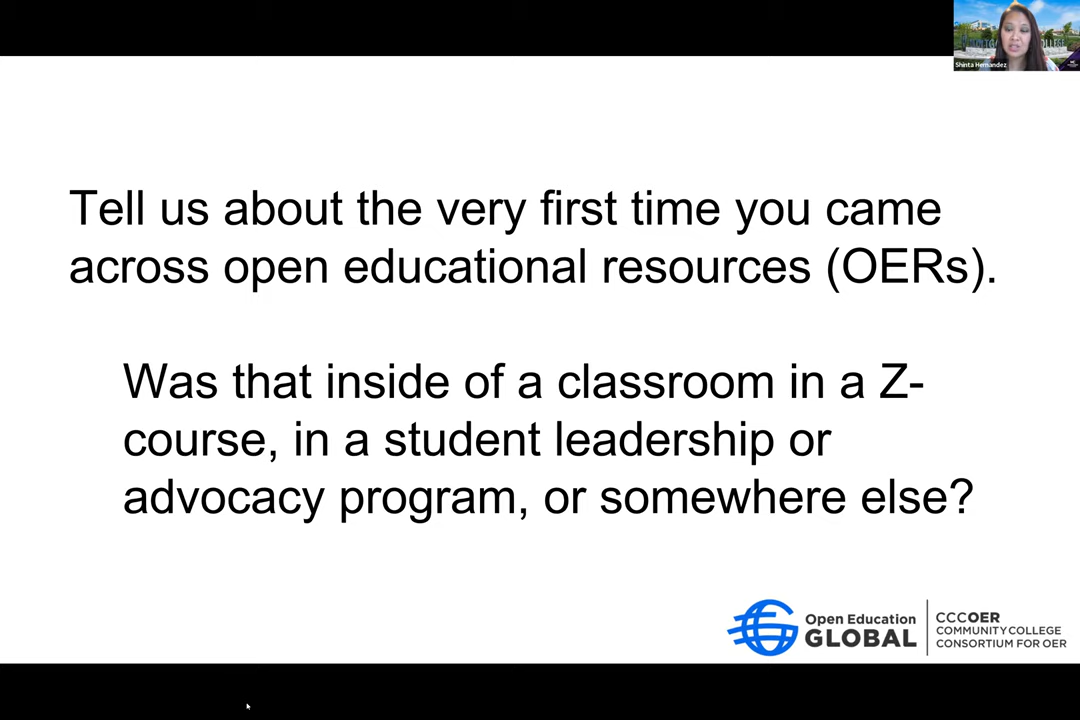 Shinta Hernandez
Tell us about the very first time you came
across open educational resources (OERs).
Was that inside of a classroom in a Z-
course, in a student leadership or
advocacy program, or somewhere else?
Open Education
GLOBAL
CCCOER
COMMUNITY COLLEGE
CONSORTIUM FOR OER